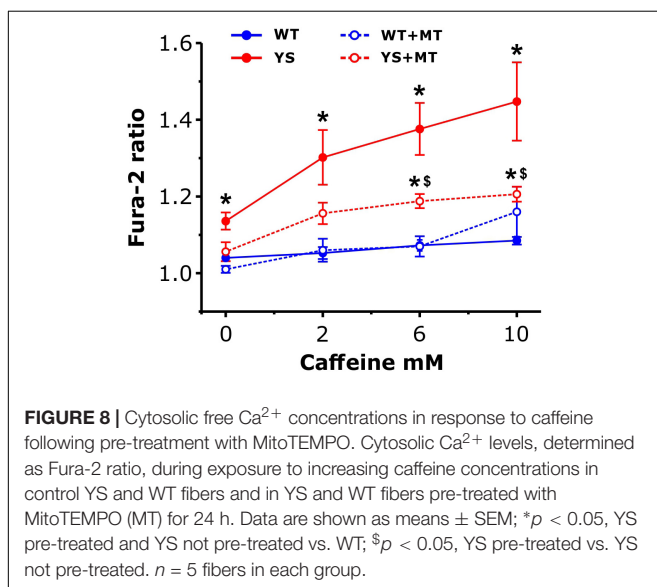 WT WT+MT
YS YS+MT
1.6
1.4
1.2
1.0
Fura-2 ratio
*
*
*
*
*$
*$
0 2 6 10
Caffeine mM
FIGURE 8 | Cytosolic free Ca²⁺ concentrations in response to caffeine
following pre-treatment with MitoTEMPO. Cytosolic Ca²⁺ levels, determined
as Fura-2 ratio, during exposure to increasing caffeine concentrations in
control YS and WT fibers and in YS and WT fibers pre-treated with
MitoTEMPO (MT) for 24 h. Data are shown as means ± SEM; *p < 0.05, YS
pre-treated and YS not pre-treated vs. WT; $p < 0.05, YS pre-treated vs. YS
not pre-treated. n = 5 fibers in each group.